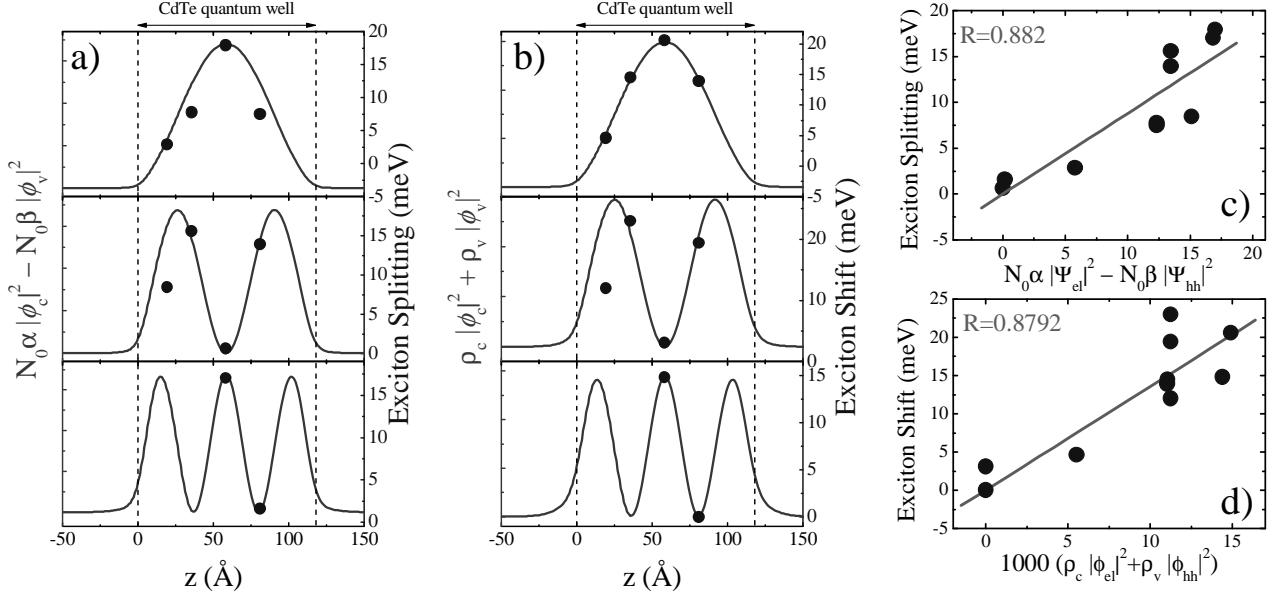 CdTe quantum well
a)
N₀α |ϕc|² − N₀β |ϕv|²
20
15
10
5
0
-5
15
10
5
0
15
10
5
0
Exciton Splitting (meV)
-50 0 50 100 150
z (Å)
CdTe quantum well
b)
ρc |ϕc|² + ρv |ϕv|²
20
15
10
5
0
-5
20
10
0
15
10
5
0
Exciton Shift (meV)
-50 0 50 100 150
z (Å)
R=0.882
c)
Exciton Splitting (meV)
20
15
10
5
0
-5
0 5 10 15 20
N₀α |Ψel|² − N₀β |Ψhh|²
R=0.8792
d)
Exciton Shift (meV)
25
20
15
10
5
0
-5
0 5 10 15
1000 (ρc |ϕel|²+ρv |ϕhh|²)